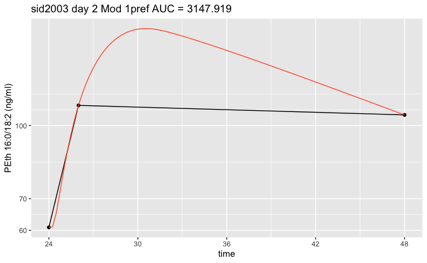 sid2003 day 2 Mod 1pref AUC = 3147.919
PEth 16:0/18:2 (ng/ml)
100
70
60
24
30
36
42
48
time